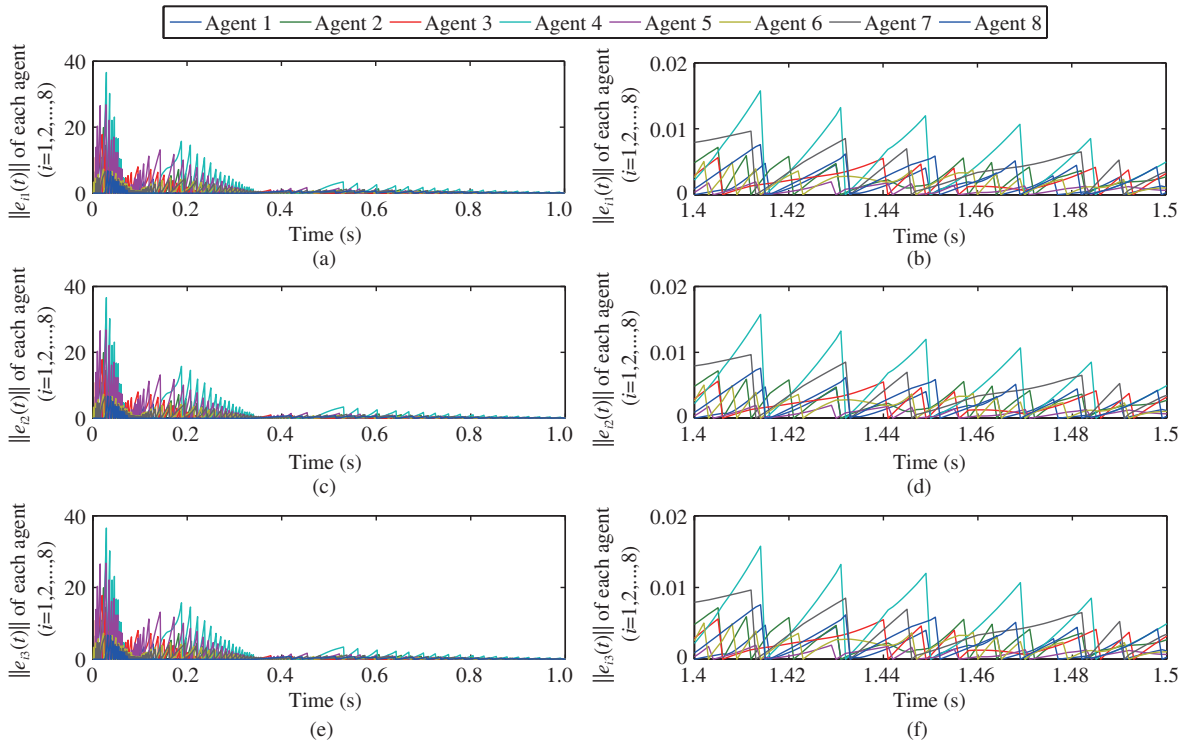 Agent 1 Agent 2 Agent 3 Agent 4 Agent 5 Agent 6 Agent 7 Agent 8
||e_{i1}(t)|| of each agent
(i=1,2,...,8)
40
20
0
0 0.2 0.4 0.6 0.8 1.0
Time (s)
(a)
||e_{i1}(t)|| of each agent
(i=1,2,...,8)
0.02
0.01
0
1.4 1.42 1.44 1.46 1.48 1.5
Time (s)
(b)
||e_{i2}(t)|| of each agent
(i=1,2,...,8)
40
20
0
0 0.2 0.4 0.6 0.8 1.0
Time (s)
(c)
||e_{i2}(t)|| of each agent
(i=1,2,...,8)
0.02
0.01
0
1.4 1.42 1.44 1.46 1.48 1.5
Time (s)
(d)
||e_{i3}(t)|| of each agent
(i=1,2,...,8)
40
20
0
0 0.2 0.4 0.6 0.8 1.0
Time (s)
(e)
||e_{i3}(t)|| of each agent
(i=1,2,...,8)
0.02
0.01
0
1.4 1.42 1.44 1.46 1.48 1.5
Time (s)
(f)